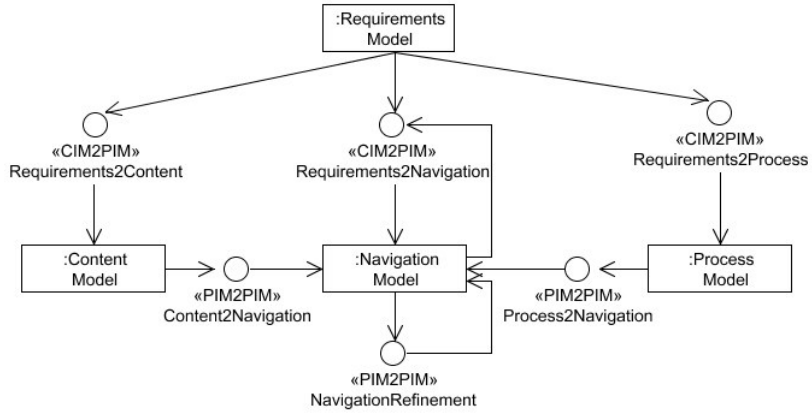 :Requirements
Model
«CIM2PIM»
Requirements2Content
«CIM2PIM»
Requirements2Navigation
«CIM2PIM»
Requirements2Process
:Content
Model
:Navigation
Model
:Process
Model
«PIM2PIM»
Content2Navigation
«PIM2PIM»
Process2Navigation
«PIM2PIM»
NavigationRefinement